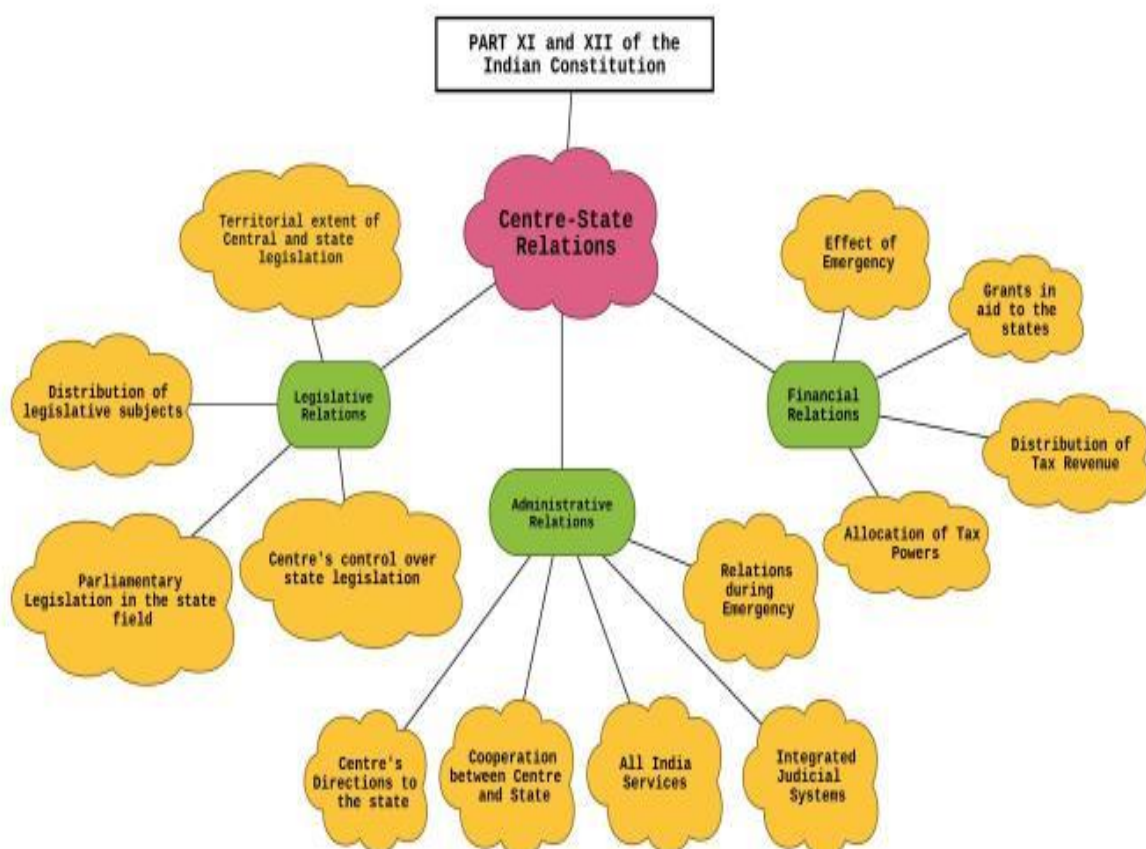 PART XI and XII of the
Indian Constitution
Centre-State
Relations
Territorial extent of
Central and state
legislation
Effect of
Emergency
Grants in
aid to the
states
Distribution of
legislative subjects
Legislative
Relations
Financial
Relations
Distribution of
Tax Revenue
Administrative
Relations
Allocation of Tax
Powers
Centre's control over
state legislation
Parliamentary
Legislation in the state
field
Relations
during
Emergency
Centre's
Directions to
the state
Cooperation
between Centre
and State
All India
Services
Integrated
Judicial
Systems